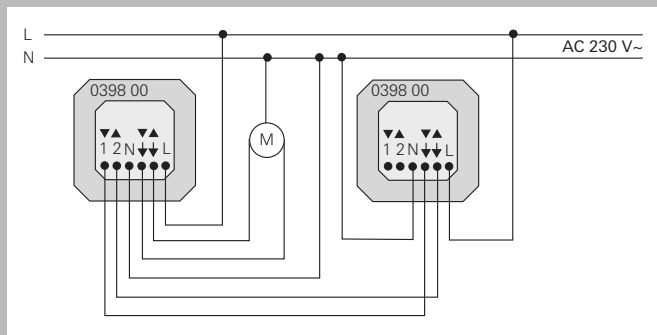 L
N
AC 230 V~
0398 00
▼▲ ▼▲
1 2 N ↓ ↓ L
M
0398 00
▼▲ ▼▲
1 2 N ↓ ↓ L